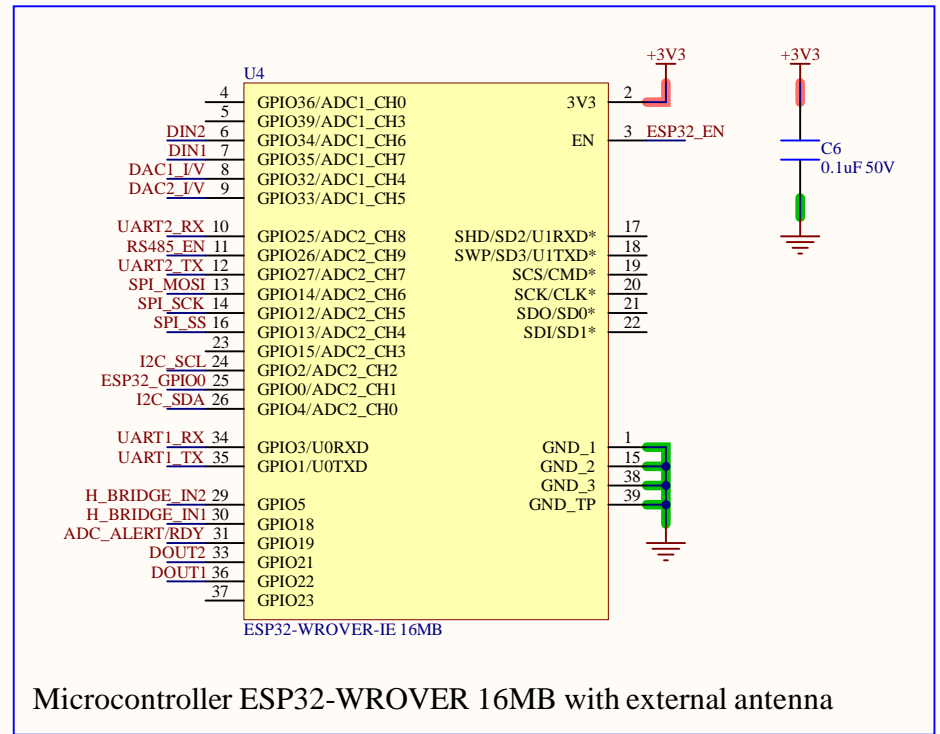 +3V3
+3V3
U4
4 GPIO36/ADC1_CH0 3V3 2
5 GPIO39/ADC1_CH3
DIN2 6 GPIO34/ADC1_CH6 EN 3 ESP32_EN
DIN1 7 GPIO35/ADC1_CH7
DAC1_I/V 8 GPIO32/ADC1_CH4
DAC2_I/V 9 GPIO33/ADC1_CH5
C6
0.1uF 50V
UART2_RX 10 GPIO25/ADC2_CH8 SHD/SD2/U1RXD* 17
RS485_EN 11 GPIO26/ADC2_CH9 SWP/SD3/U1TXD* 18
UART2_TX 12 GPIO27/ADC2_CH7 SCS/CMD* 19
SPI_MOSI 13 GPIO14/ADC2_CH6 SCK/CLK* 20
SPI_SCK 14 GPIO12/ADC2_CH5 SDO/SD0* 21
SPI_SS 16 GPIO13/ADC2_CH4 SDI/SD1* 22
23 GPIO15/ADC2_CH3
I2C_SCL 24 GPIO2/ADC2_CH2
ESP32_GPIO0 25 GPIO0/ADC2_CH1
I2C_SDA 26 GPIO4/ADC2_CH0
UART1_RX 34 GPIO3/U0RXD GND_1 1
UART1_TX 35 GPIO1/U0TXD GND_2 15
GND_3 38
H_BRIDGE_IN2 29 GPIO5 GND_TP 39
H_BRIDGE_IN1 30 GPIO18
ADC_ALERT/RDY 31 GPIO19
DOUT2 33 GPIO21
DOUT1 36 GPIO22
37 GPIO23
ESP32-WROVER-IE 16MB
Microcontroller ESP32-WROVER 16MB with external antenna